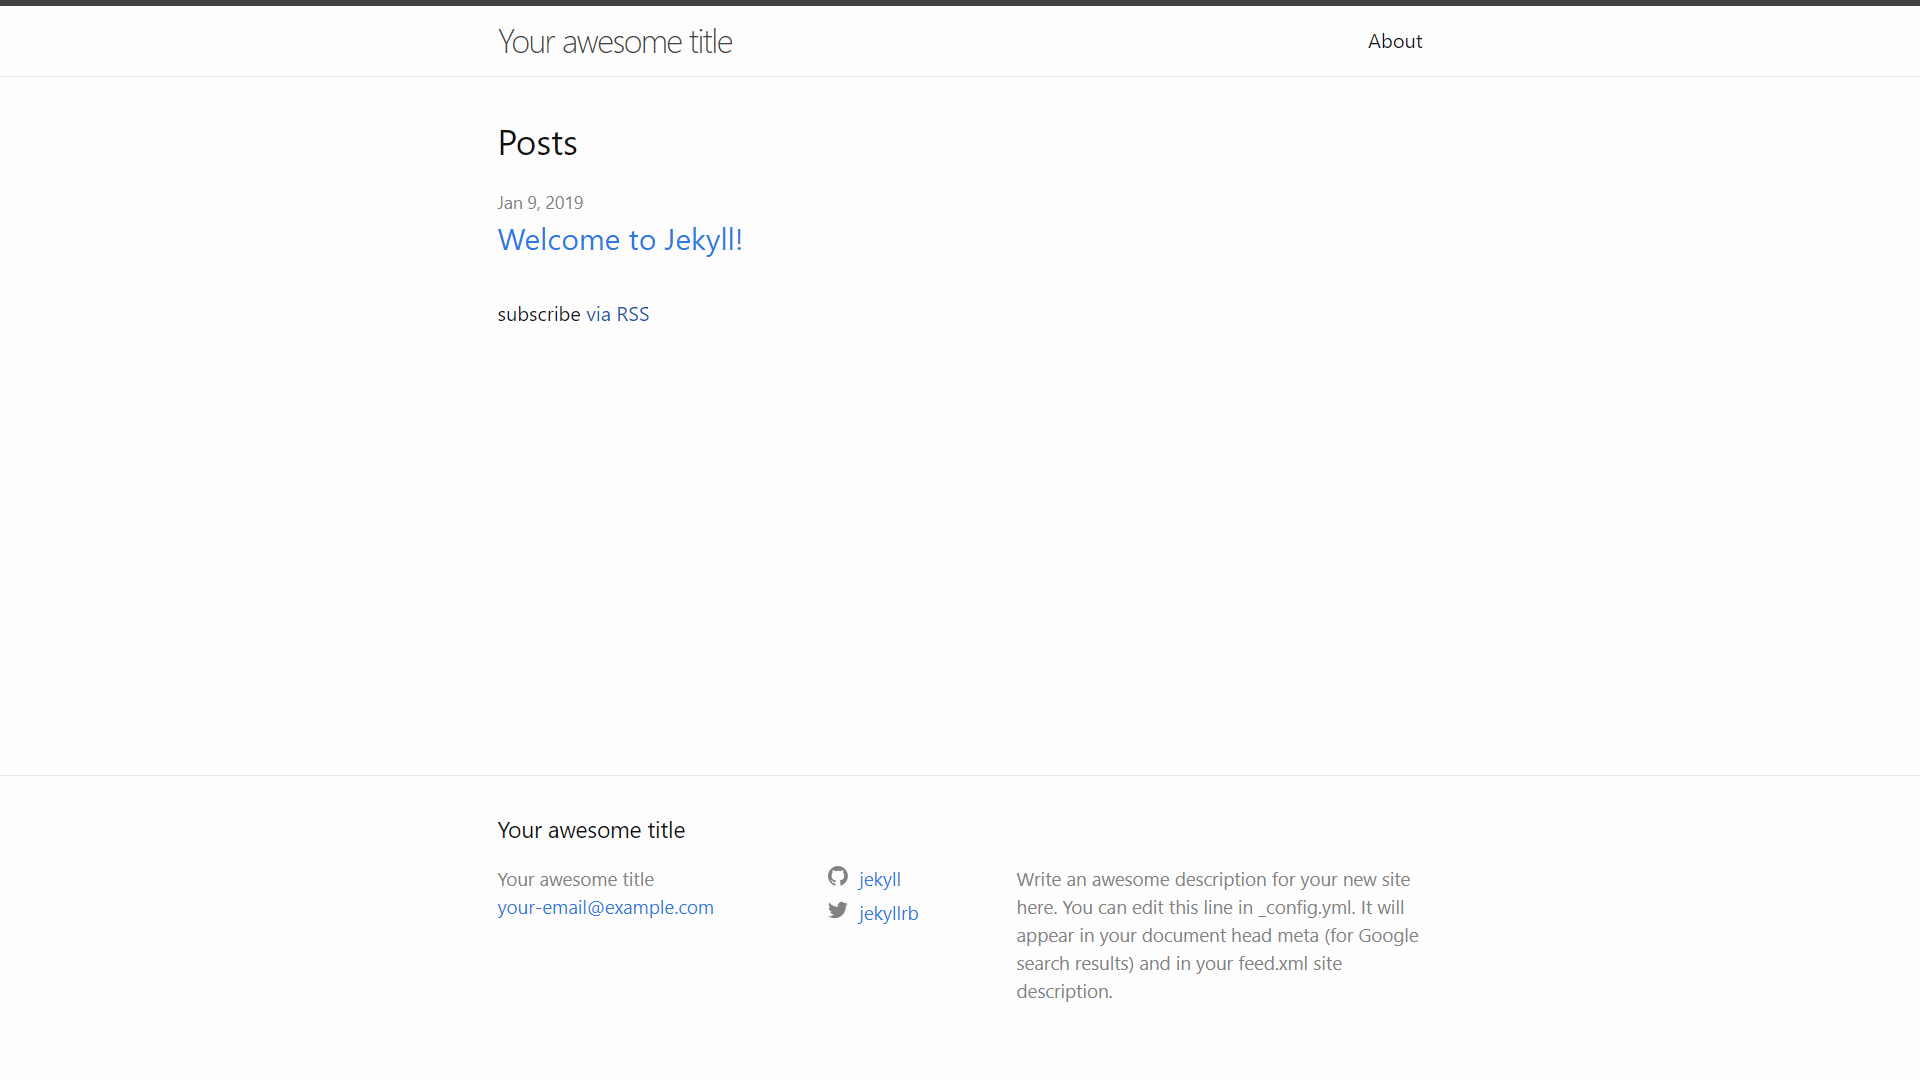 Your awesome title
About
Posts
Jan 9, 2019
Welcome to Jekyll!
subscribe via RSS
Your awesome title
Your awesome title
your-email@example.com
jekyll
jekyllrb
Write an awesome description for your new site
here. You can edit this line in _config.yml. It will
appear in your document head meta (for Google
search results) and in your feed.xml site
description.